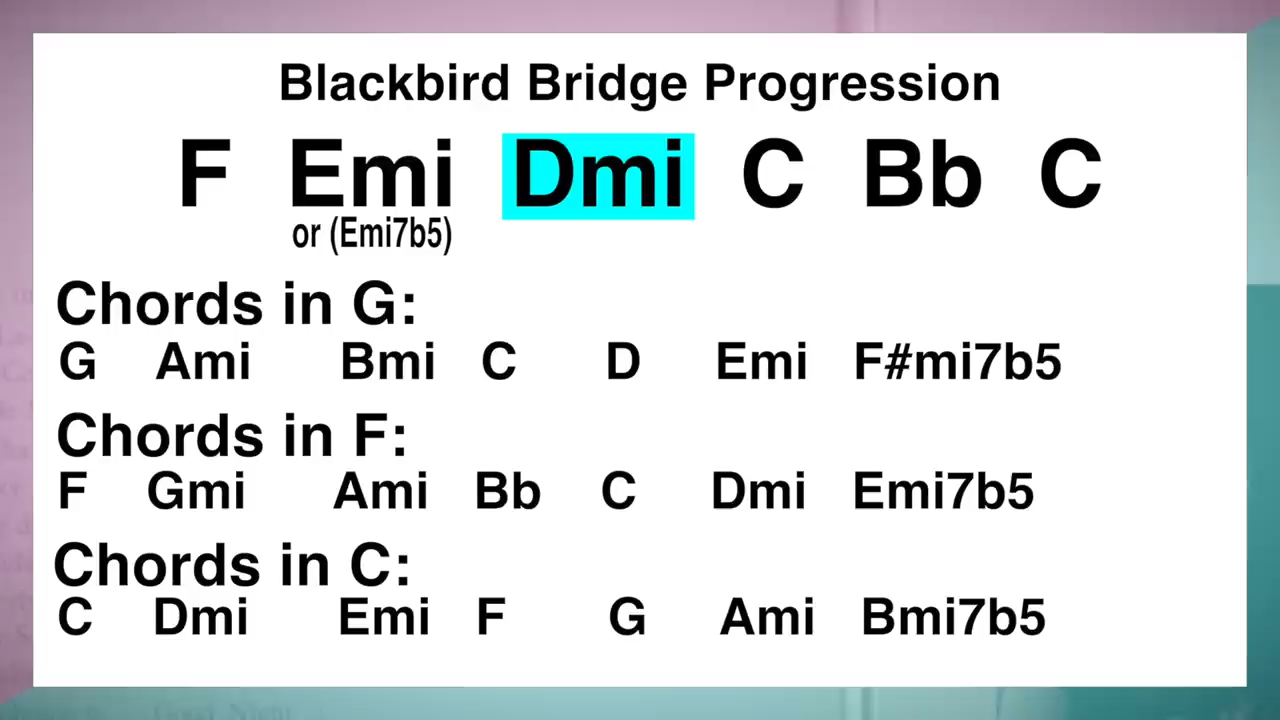 Blackbird Bridge Progression
F Emi Dmi C Bb C
or (Emi7b5)
Chords in G:
G Ami Bmi C D Emi F#mi7b5
Chords in F:
F Gmi Ami Bb C Dmi Emi7b5
Chords in C:
C Dmi Emi F G Ami Bmi7b5